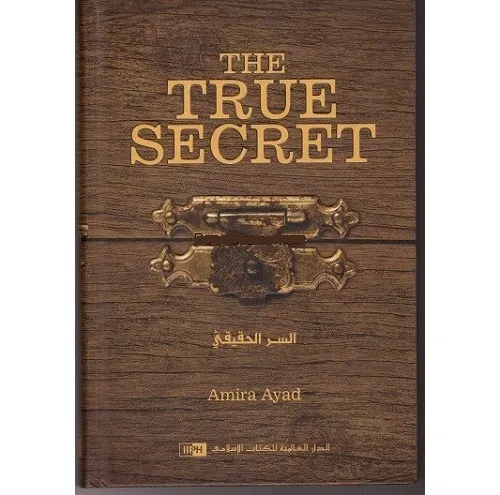 THE
TRUE
SECRET
السر الحقيقي
Amira Ayad
IIPH الدار العالمية للكتاب الإسلامي